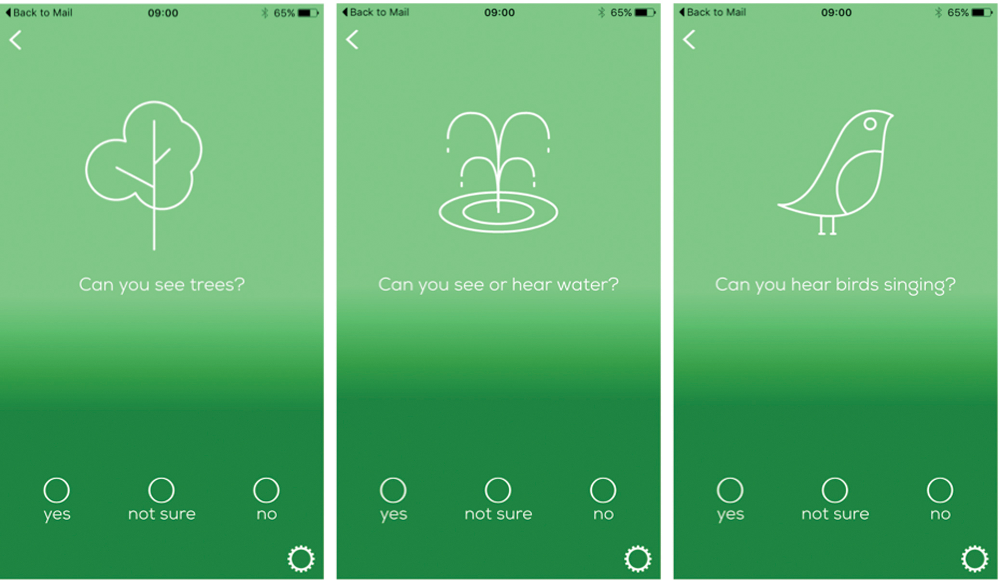 Back to Mail 09:00 65%
Can you see trees?
yes not sure no
Back to Mail 09:00 65%
Can you see or hear water?
yes not sure no
Back to Mail 09:00 65%
Can you hear birds singing?
yes not sure no